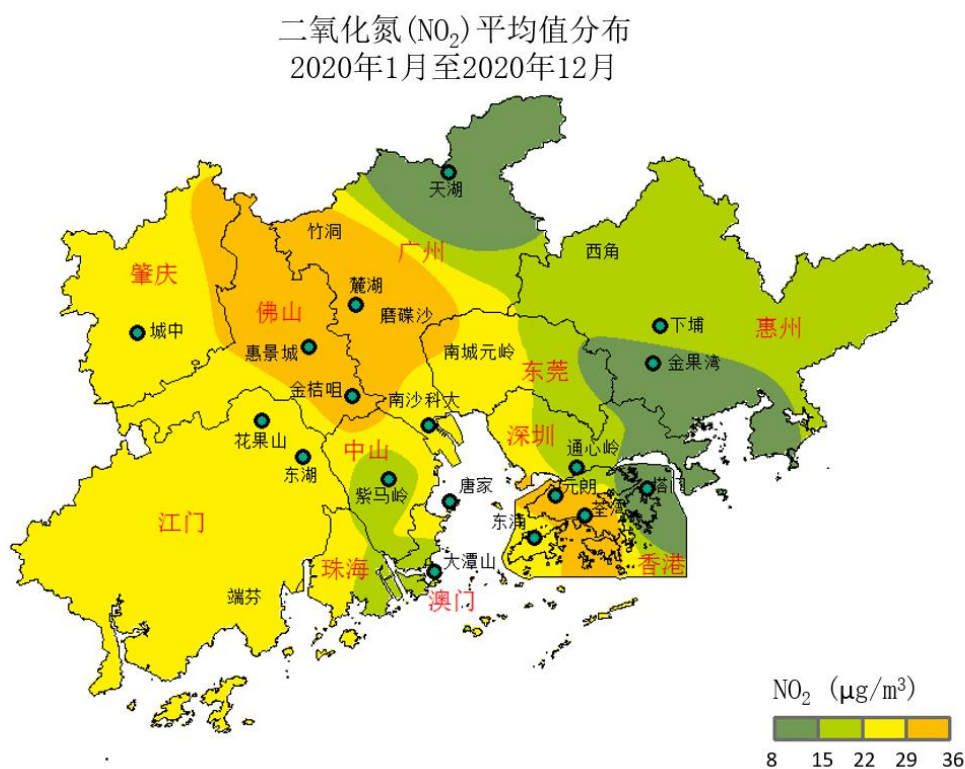 二氧化氮(NO₂)平均值分布
2020年1月至2020年12月
天湖
竹洞
广州
西角
肇庆
麓湖
佛山
磨碟沙
城中
下埔
惠州
惠景城
南城元岭
金果湾
东莞
金桔咀
南沙科大
花果山
中山
深圳
东湖
通心岭
紫马岭
唐家
元朗
塔门
江门
东涌
荃湾
珠海
大潭山
香港
端芬
澳门
NO₂ (μg/m³)
8 15 22 29 36